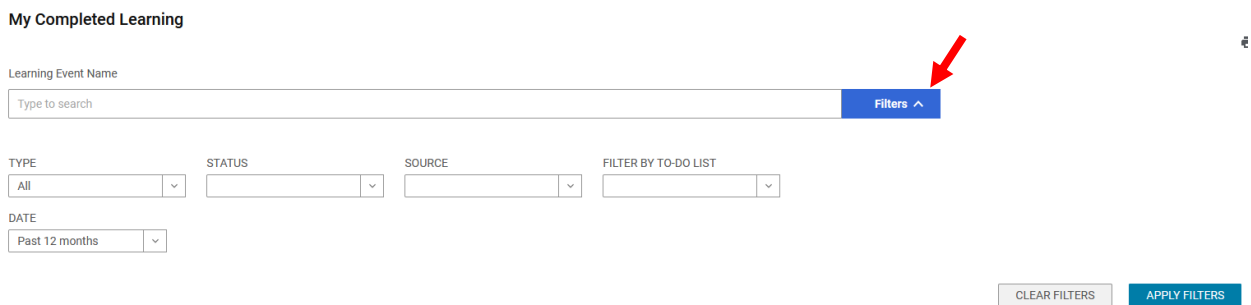 My Completed Learning
Learning Event Name
Type to search
Filters
TYPE
STATUS
SOURCE
FILTER BY TO-DO LIST
All
DATE
Past 12 months
CLEAR FILTERS
APPLY FILTERS